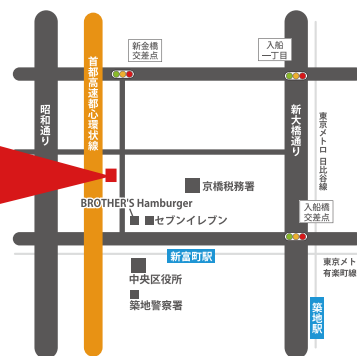 新金橋
交差点
入船
一丁目
首都高速都心環状線
昭和通り
新大橋通り
東京メトロ 日比谷線
京橋税務署
BROTHER'S Hamburger
セブンイレブン
入船橋
交差点
新富町駅
東京メト
有楽町線
中央区役所
築地警察署
築地駅